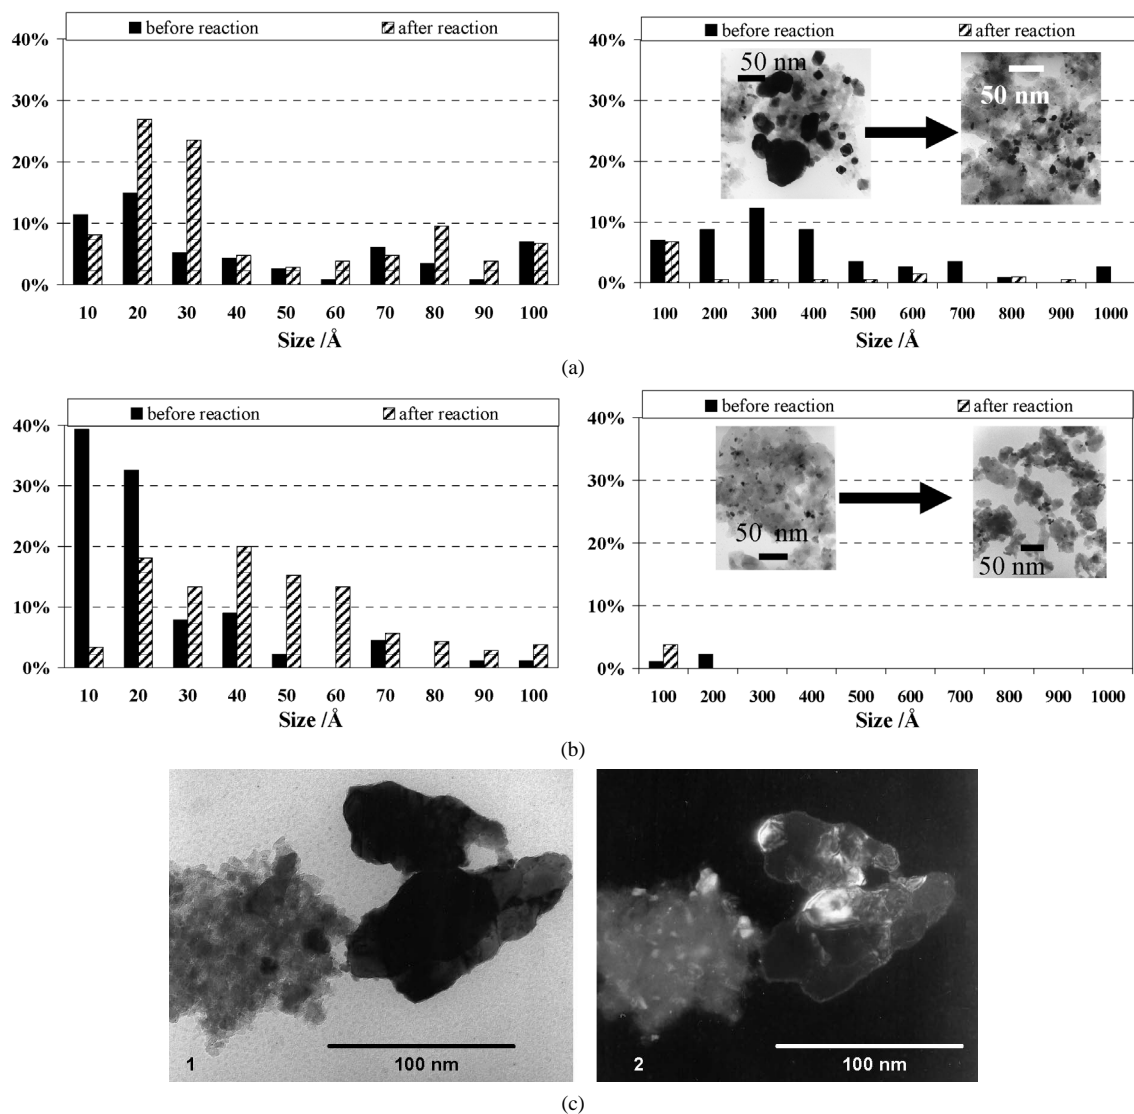 before reaction after reaction
40%
30%
20%
10%
0%
10 20 30 40 50 60 70 80 90 100
Size /Å
before reaction after reaction
40%
30%
20%
10%
0%
50 nm
50 nm
100 200 300 400 500 600 700 800 900 1000
Size /Å
(a)
before reaction after reaction
40%
30%
20%
10%
0%
10 20 30 40 50 60 70 80 90 100
Size /Å
before reaction after reaction
40%
30%
20%
10%
0%
50 nm
50 nm
100 200 300 400 500 600 700 800 900 1000
Size /Å
(b)
1 100 nm
2 100 nm
(c)